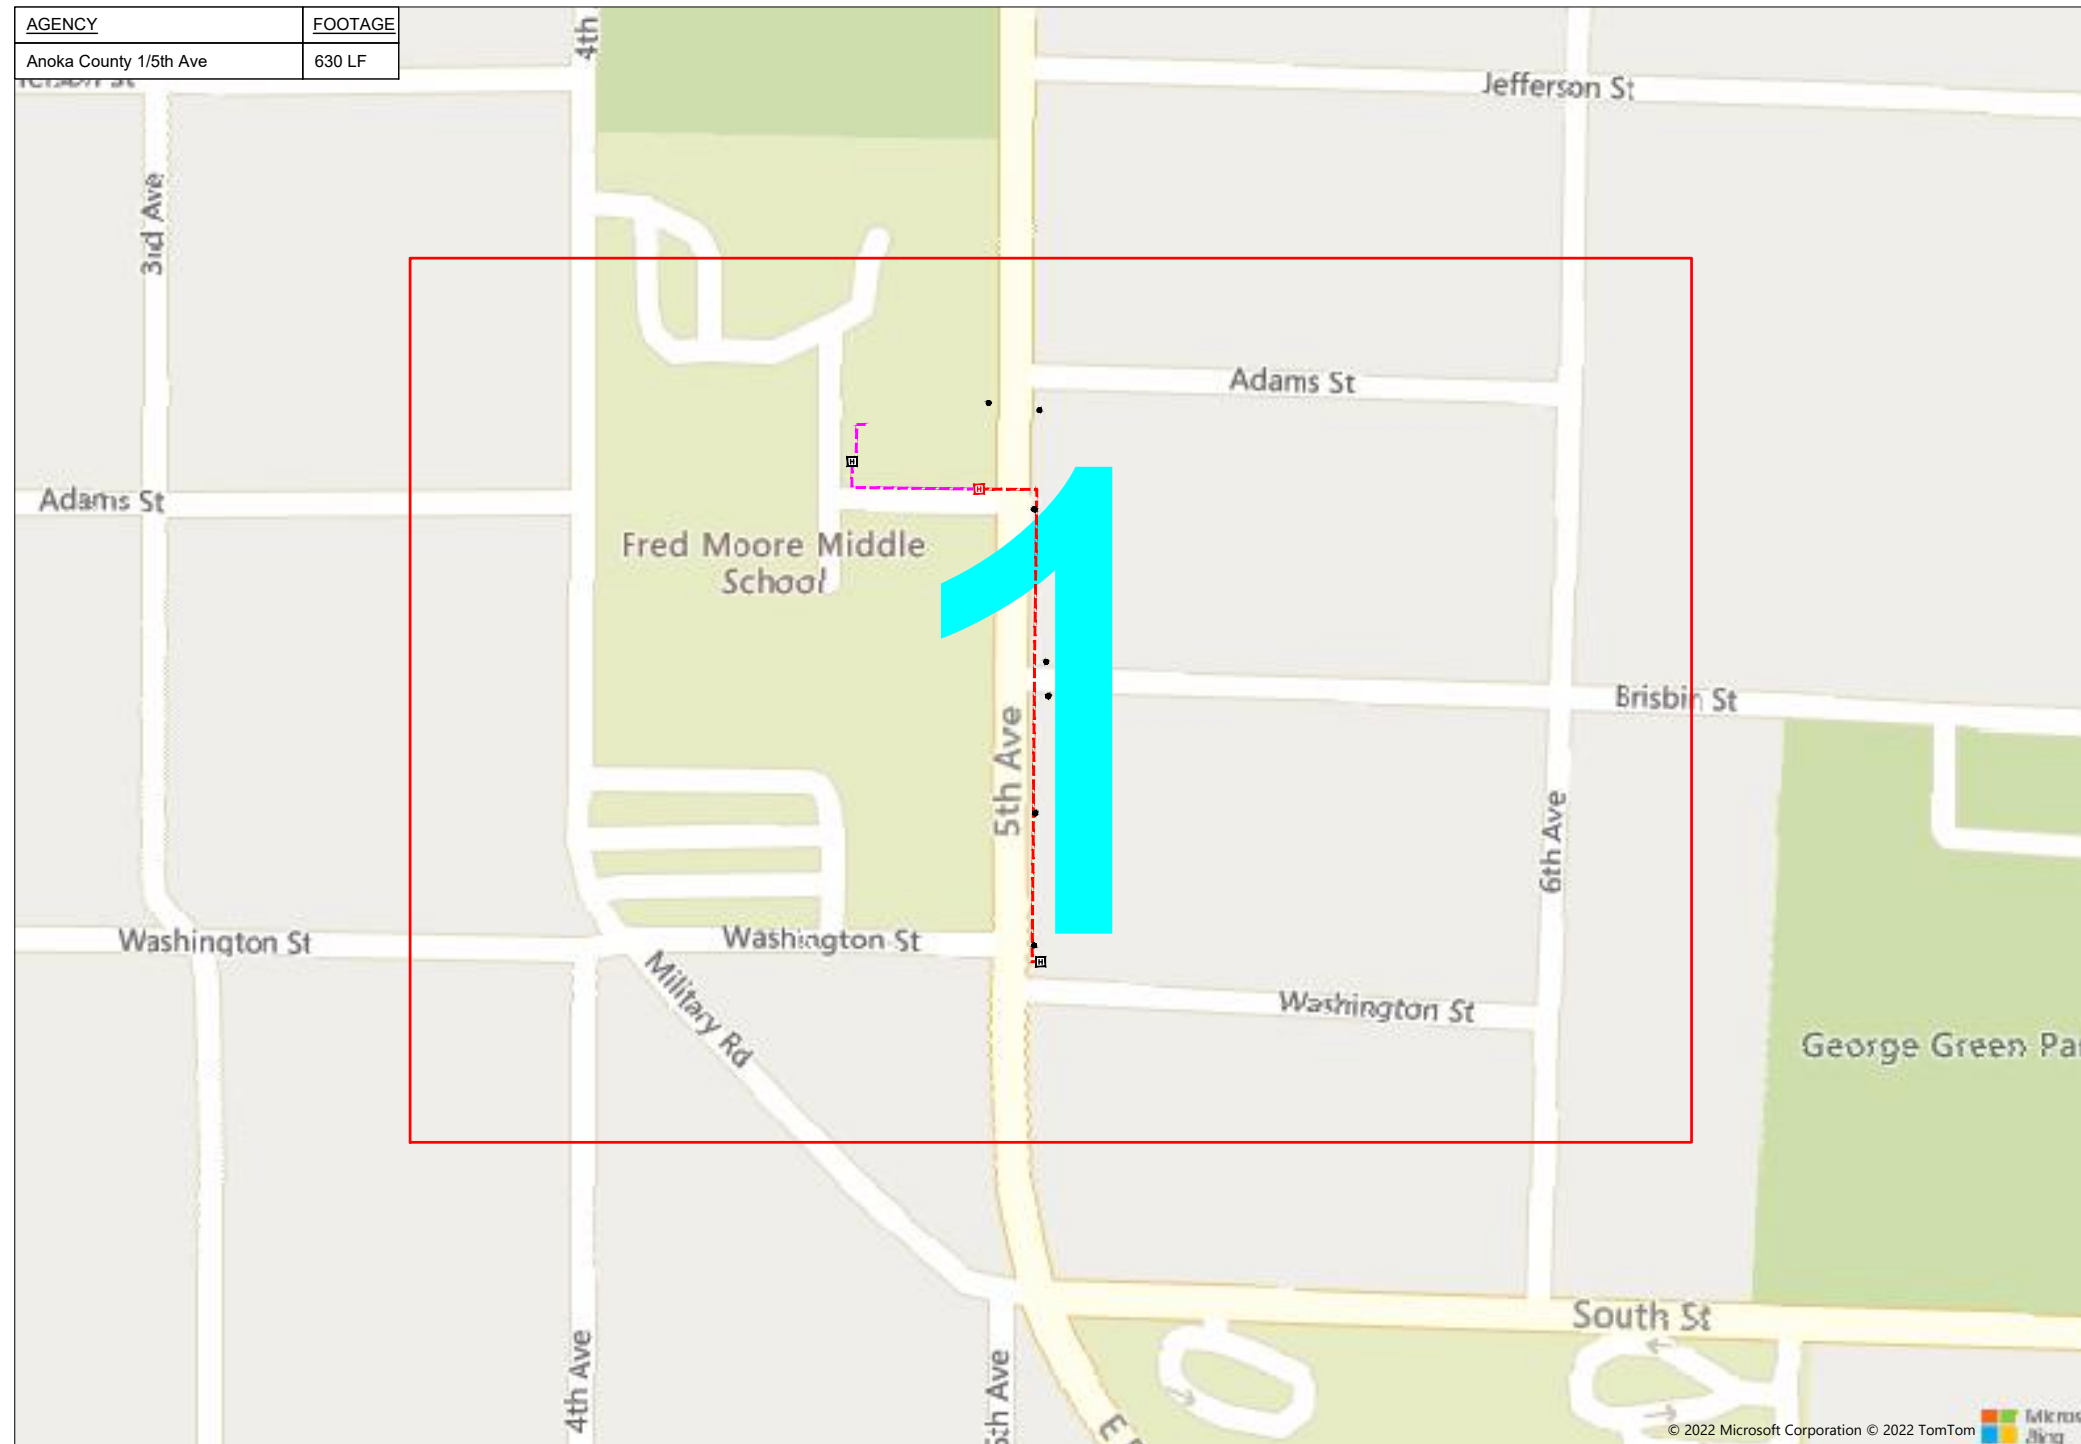 AGENCY FOOTAGE
Anoka County 1/5th Ave 630 LF
4th
Jefferson St
3rd Ave
Adams St
Adams St
Fred Moore Middle
School
1
Brisbin St
5th Ave
6th Ave
Washington St
Washington St
Military Rd
Washington St
George Green Pa
South St
4th Ave
5th Ave
© 2022 Microsoft Corporation © 2022 TomTom